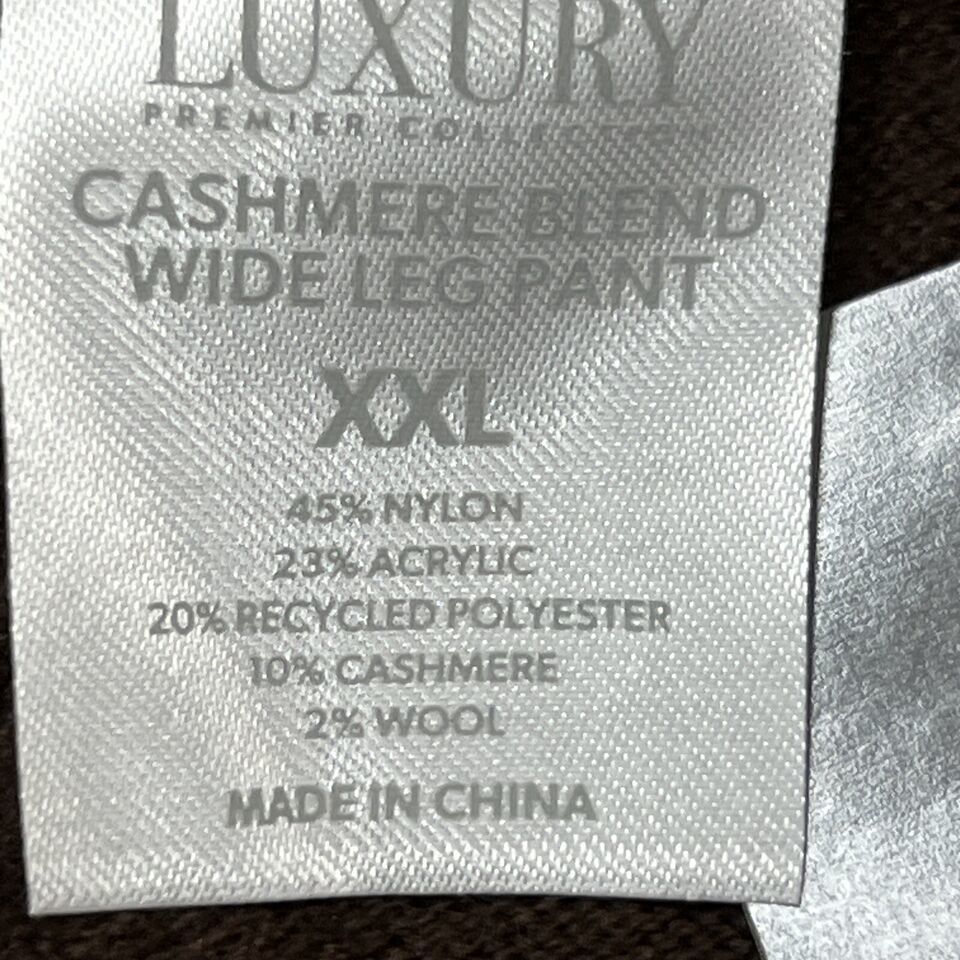 LUXURY
PREMIER COLLECTION
CASHMERE BLEND
WIDE LEG PANT
XXL
45% NYLON
23% ACRYLIC
20% RECYCLED POLYESTER
10% CASHMERE
2% WOOL
MADE IN CHINA